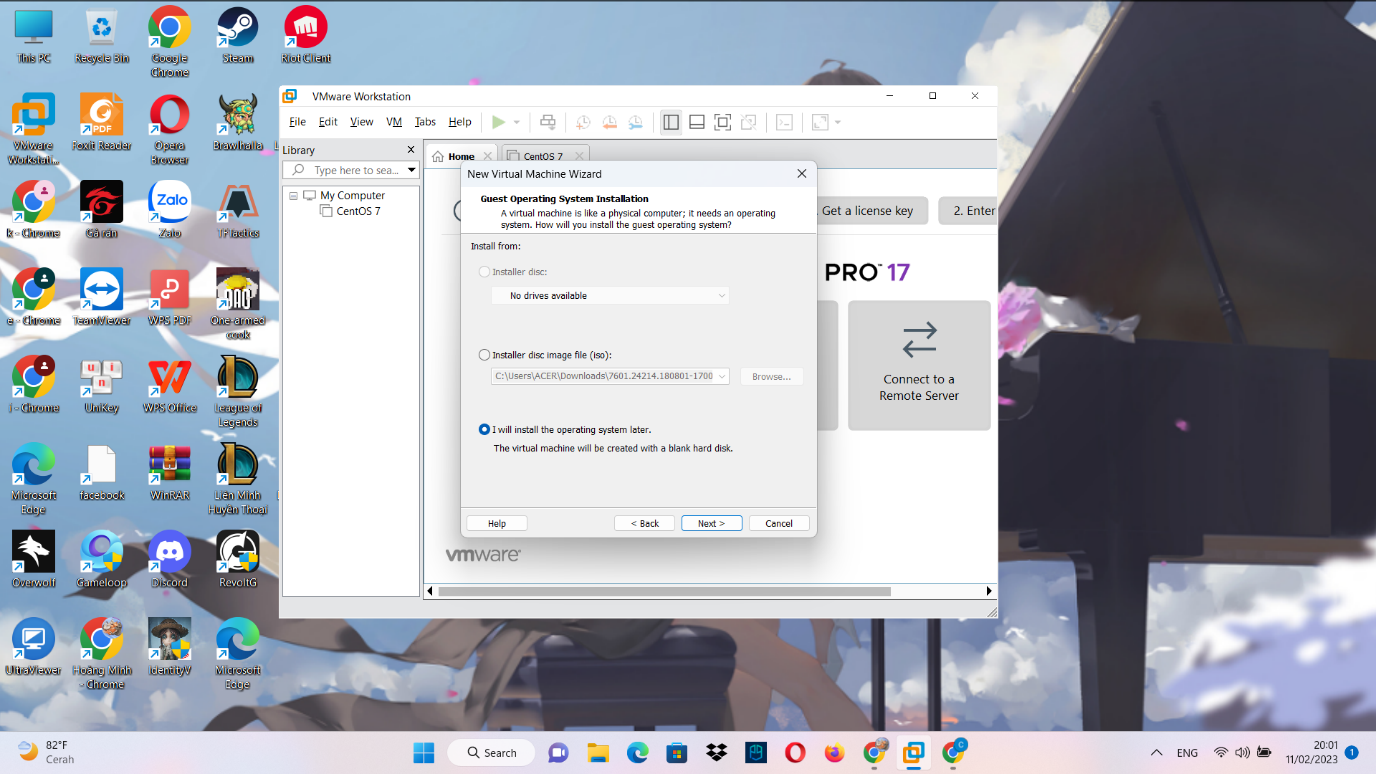 This PC
Recycle Bin
Google
Chrome
Steam
Riot Client
VMware
Workstati...
Foxit Reader
Opera
Browser
Brawlhalla
k - Chrome
Gà rán
Zalo
TFTactics
e - Chrome
TeamViewer
WPS PDF
One-armed
cook
i - Chrome
UniKey
WPS Office
League of
Legends
Microsoft
Edge
facebook
WinRAR
Liên Minh
Huyền Thoại
Overwolf
Gameloop
Discord
RevoltG
UltraViewer
Hoàng Minh
- Chrome
IdentityV
Microsoft
Edge
VMware Workstation
File Edit View VM Tabs Help
Library
Type here to sea...
My Computer
CentOS 7
Home
CentOS 7
New Virtual Machine Wizard
Guest Operating System Installation
A virtual machine is like a physical computer; it needs an operating
system. How will you install the guest operating system?
Install from:
Installer disc:
No drives available
Installer disc image file (iso):
C:\Users\ACER\Downloads\7601.24214.180801-1700
Browse...
I will install the operating system later.
The virtual machine will be created with a blank hard disk.
Help
< Back
Next >
Cancel
Get a license key
2. Enter
PRO™ 17
Connect to a
Remote Server
vmware®
82°F
Cerah
Search
ENG
20:01
11/02/2023
1